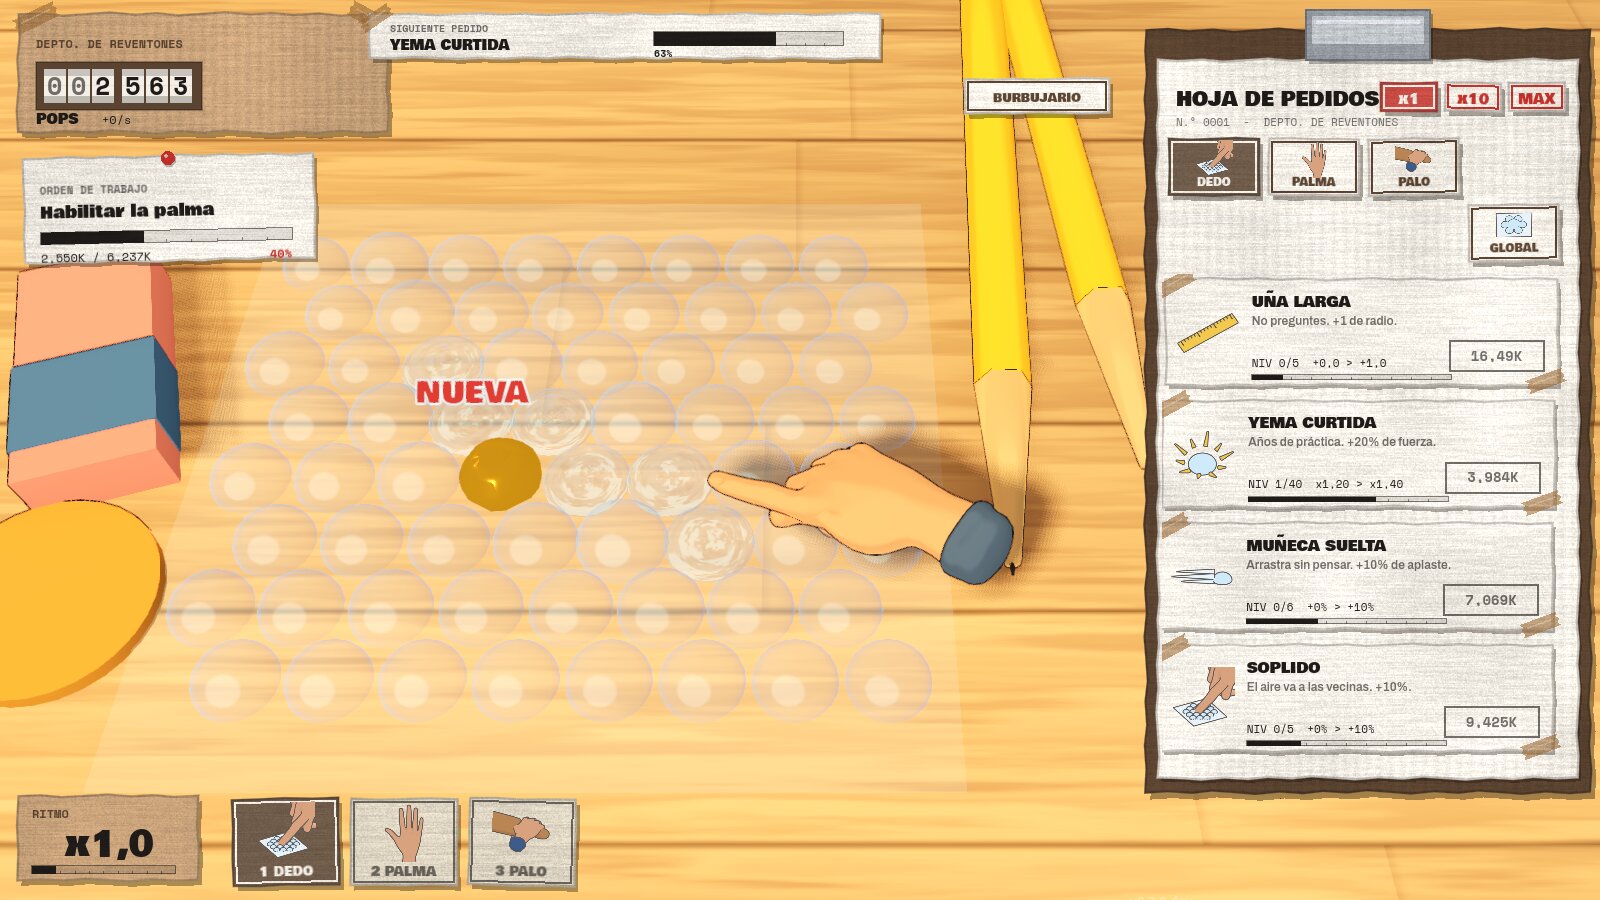 DEPTO. DE REVENTONES
002563
POPS +0/s
SIGUIENTE PEDIDO
YEMA CURTIDA
63%
BURBUJARIO
ORDEN DE TRABAJO
Habilitar la palma
2,550K / 6,237K
40%
NUEVA
HOJA DE PEDIDOS
x1
x10
MAX
N.° 0001 - DEPTO. DE REVENTONES
DEDO
PALMA
PALO
GLOBAL
UÑA LARGA
No preguntes. +1 de radio.
NIV 0/5 +0,0 > +1,0
16,49K
YEMA CURTIDA
Años de práctica. +20% de fuerza.
NIV 1/40 x1,20 > x1,40
3,984K
MUÑECA SUELTA
Arrastra sin pensar. +10% de aplaste.
NIV 0/6 +0% > +10%
7,069K
SOPLIDO
El aire va a las vecinas. +10%.
NIV 0/5 +0% > +10%
9,425K
RITMO
x1,0
1 DEDO
2 PALMA
3 PALO